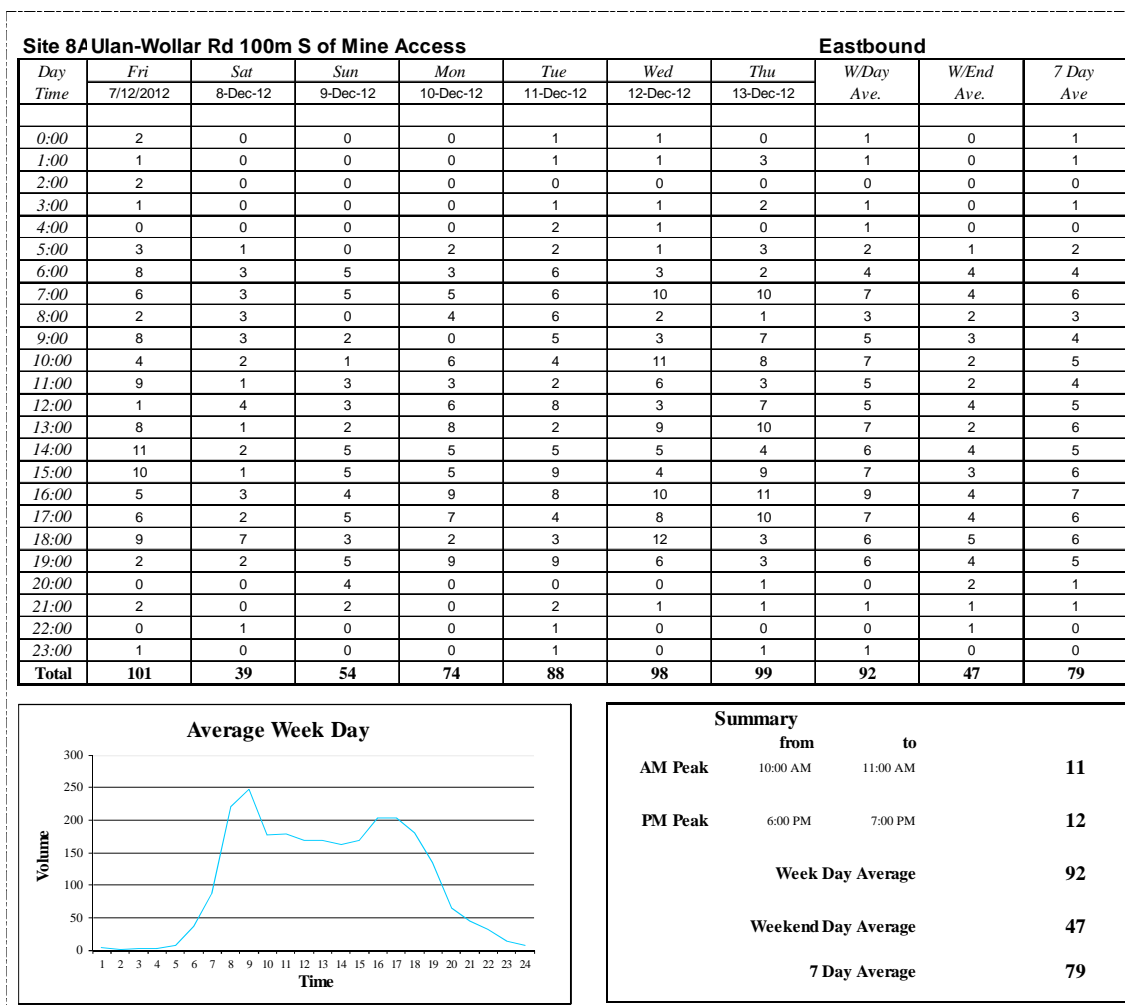 Site 8A Ulan-Wollar Rd 100m S of Mine Access Eastbound
Day Fri Sat Sun Mon Tue Wed Thu W/Day W/End 7 Day
Time 7/12/2012 8-Dec-12 9-Dec-12 10-Dec-12 11-Dec-12 12-Dec-12 13-Dec-12 Ave. Ave. Ave
0:00 2 0 0 0 1 1 0 1 0 1
1:00 1 0 0 0 1 1 3 1 0 1
2:00 2 0 0 0 0 0 0 0 0 0
3:00 1 0 0 0 1 1 2 1 0 1
4:00 0 0 0 0 2 1 0 1 0 0
5:00 3 1 0 2 2 1 3 2 1 2
6:00 8 3 5 3 6 3 2 4 4 4
7:00 6 3 5 5 6 10 10 7 4 6
8:00 2 3 0 4 6 2 1 3 2 3
9:00 8 3 2 0 5 3 7 5 3 4
10:00 4 2 1 6 4 11 8 7 2 5
11:00 9 1 3 3 2 6 3 5 2 4
12:00 1 4 3 6 8 3 7 5 4 5
13:00 8 1 2 8 2 9 10 7 2 6
14:00 11 2 5 5 5 5 4 6 4 5
15:00 10 1 5 5 9 4 9 7 3 6
16:00 5 3 4 9 8 10 11 9 4 7
17:00 6 2 5 7 4 8 10 7 4 6
18:00 9 7 3 2 3 12 3 6 5 6
19:00 2 2 5 9 9 6 3 6 4 5
20:00 0 0 4 0 0 0 1 0 2 1
21:00 2 0 2 0 2 1 1 1 1 1
22:00 0 1 0 0 1 0 0 0 1 0
23:00 1 0 0 0 1 0 1 1 0 0
Total 101 39 54 74 88 98 99 92 47 79
Average Week Day
300
250
200
150
100
50
0
Volume
1 2 3 4 5 6 7 8 9 10 11 12 13 14 15 16 17 18 19 20 21 22 23 24
Time
Summary
from to
AM Peak 10:00 AM 11:00 AM 11
PM Peak 6:00 PM 7:00 PM 12
Week Day Average 92
Weekend Day Average 47
7 Day Average 79